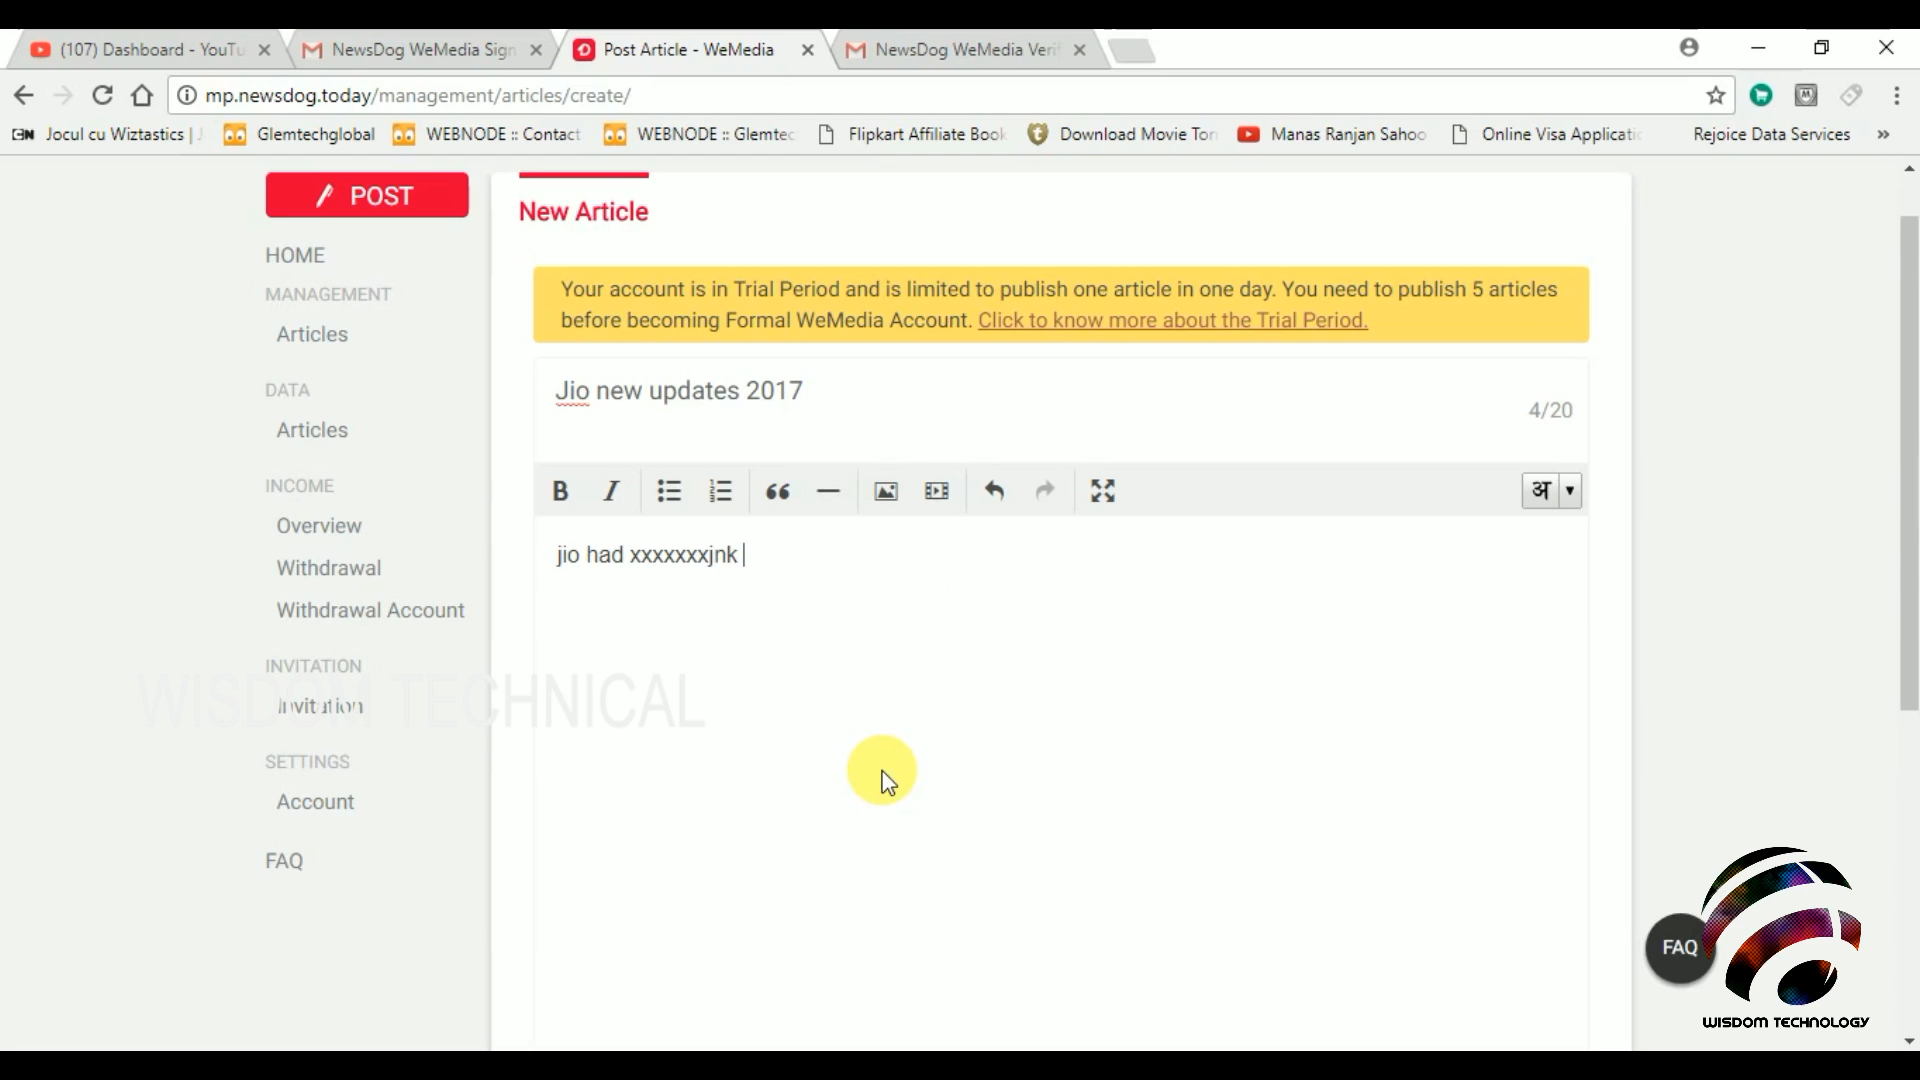 (107) Dashboard - YouTu
NewsDog WeMedia Sign
Post Article - WeMedia
NewsDog WeMedia Veri
mp.newsdog.today/management/articles/create/
Jocul cu Wiztastics |
Glemtechglobal
WEBNODE :: Contact
WEBNODE :: Glemtec
Flipkart Affiliate Book
Download Movie Torr
Manas Ranjan Sahoo
Online Visa Applicatio
Rejoice Data Services
»
POST
HOME
MANAGEMENT
Articles
DATA
Articles
INCOME
Overview
Withdrawal
Withdrawal Account
INVITATION
Invitation
SETTINGS
Account
FAQ
New Article
Your account is in Trial Period and is limited to publish one article in one day. You need to publish 5 articles
before becoming Formal WeMedia Account. Click to know more about the Trial Period.
Jio new updates 2017
4/20
B I
अ
jio had xxxxxxxjnk
WISDOM TECHNICAL
FAQ
WISDOM TECHNOLOGY